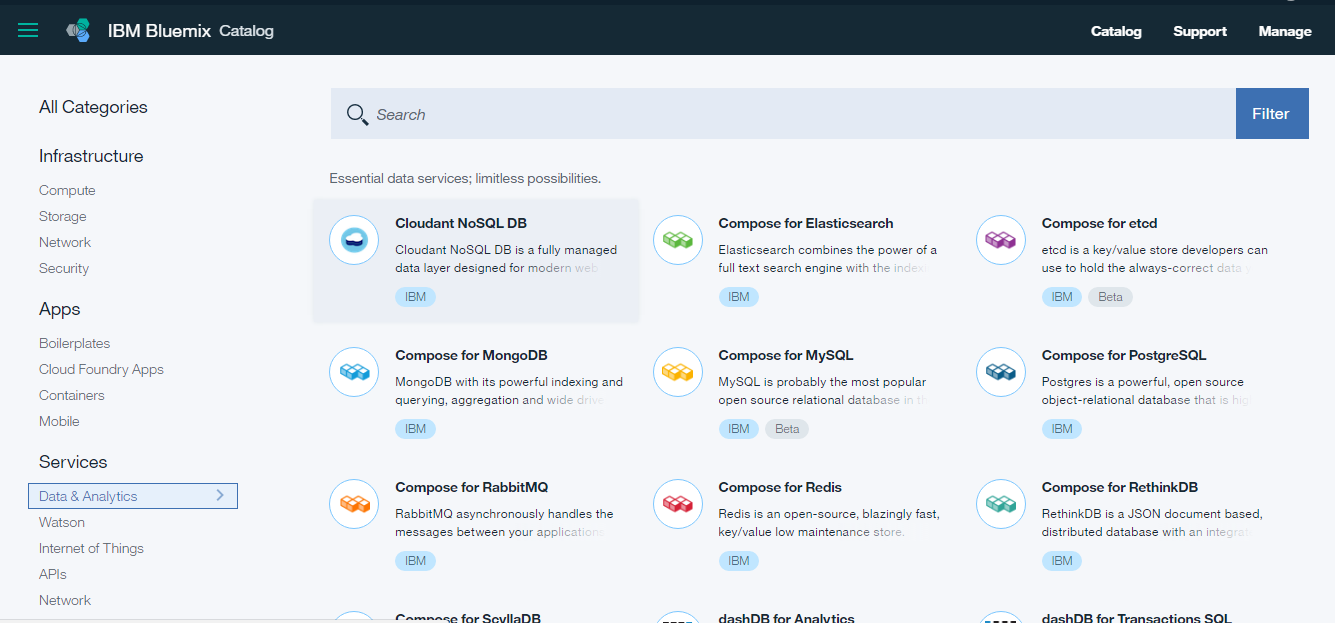 IBM Bluemix Catalog
Catalog Support Manage
All Categories
Infrastructure
Compute
Storage
Network
Security
Apps
Boilerplates
Cloud Foundry Apps
Containers
Mobile
Services
Data & Analytics
Watson
Internet of Things
APIs
Network
Search
Filter
Essential data services; limitless possibilities.
Cloudant NoSQL DB
Cloudant NoSQL DB is a fully managed
data layer designed for modern web
IBM
Compose for Elasticsearch
Elasticsearch combines the power of a
full text search engine with the index
IBM
Compose for etcd
etcd is a key/value store developers can
use to hold the always-correct data
IBM Beta
Compose for MongoDB
MongoDB with its powerful indexing and
querying, aggregation and wide drive
IBM
Compose for MySQL
MySQL is probably the most popular
open source relational database in th
IBM Beta
Compose for PostgreSQL
Postgres is a powerful, open source
object-relational database that is hig
IBM
Compose for RabbitMQ
RabbitMQ asynchronously handles the
messages between your application
IBM
Compose for Redis
Redis is an open-source, blazingly fast,
key/value low maintenance store.
IBM
Compose for RethinkDB
RethinkDB is a JSON document based,
distributed database with an integrat
IBM
Compose for ScyllaDB
dashDB for Analytics
dashDB for Transactions SQL